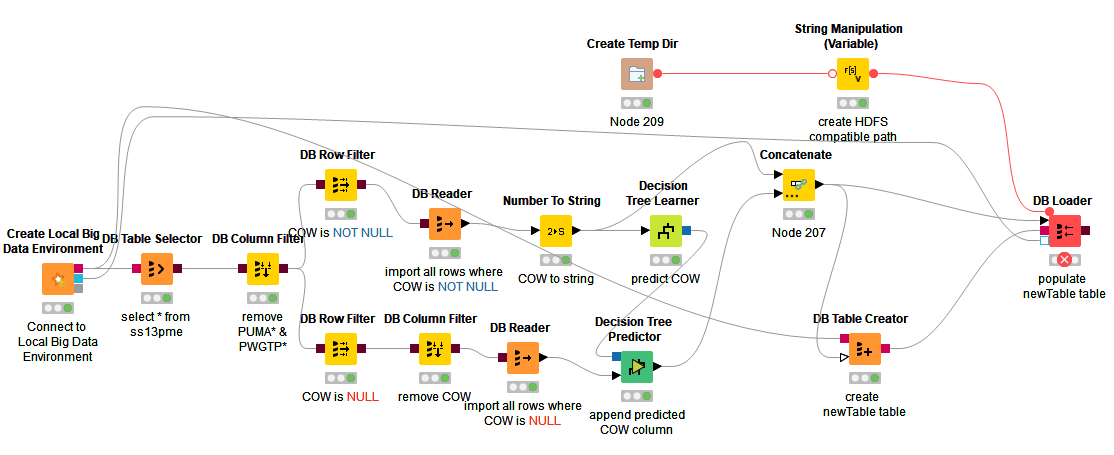 String Manipulation
(Variable)
Create Temp Dir
F[S]
V
Node 209
create HDFS
compatible path
DB Row Filter
COW is NOT NULL
DB Reader
import all rows where
COW is NOT NULL
Number To String
2▸S
COW to string
Decision
Tree Learner
predict COW
Concatenate
Node 207
DB Loader
populate
newTable table
Create Local Big
Data Environment
Connect to
Local Big Data
Environment
DB Table Selector
select * from
ss13pme
DB Column Filter
remove
PUMA* &
PWGTP*
DB Row Filter
COW is NULL
DB Column Filter
remove COW
DB Reader
import all rows where
COW is NULL
Decision Tree
Predictor
append predicted
COW column
DB Table Creator
create
newTable table